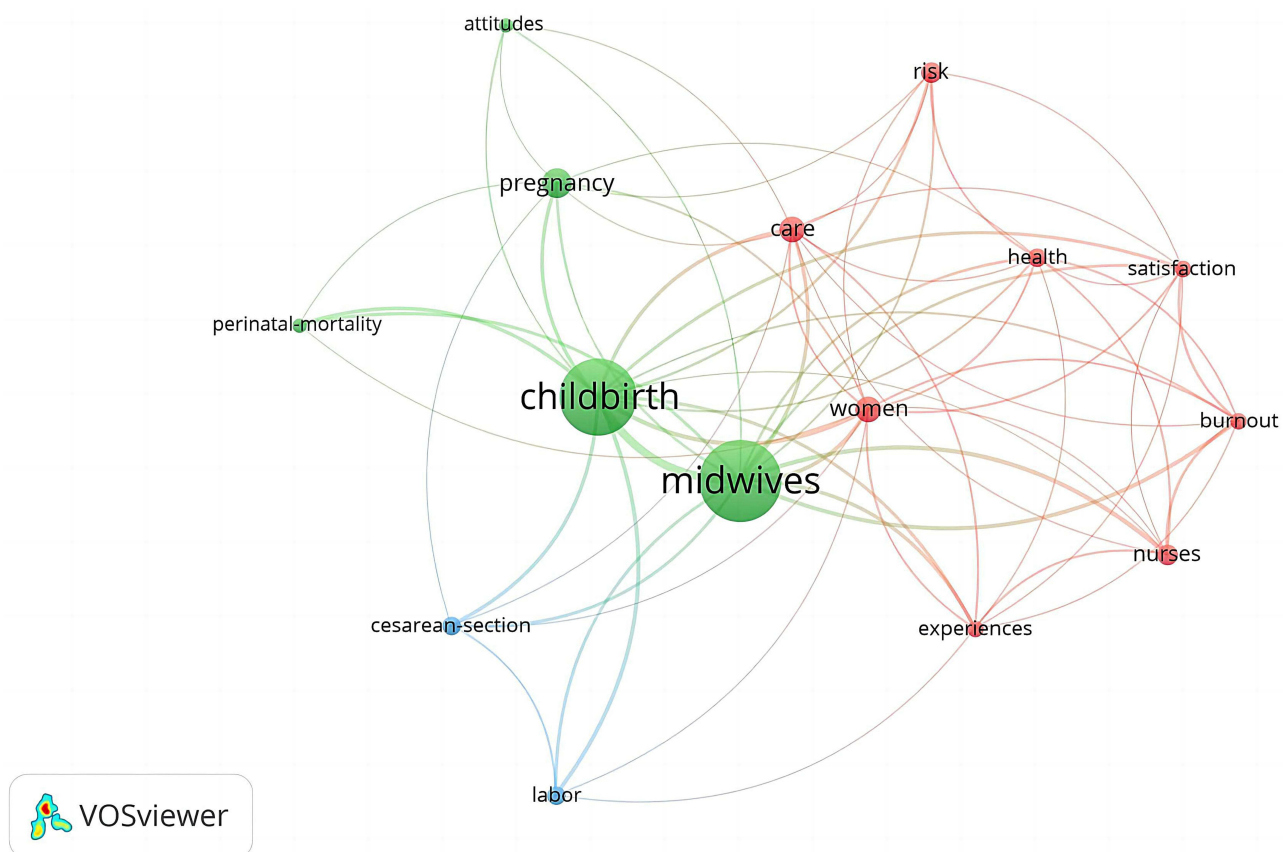 attitudes
risk
pregnancy
care
health
satisfaction
perinatal-mortality
childbirth
women
burnout
midwives
nurses
cesarean-section
experiences
labor
VOSviewer